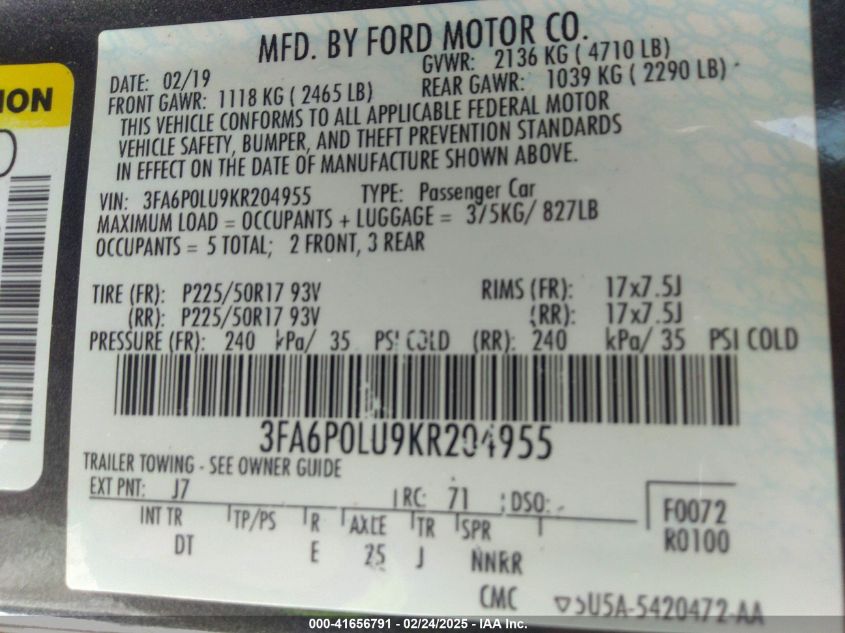 MFD. BY FORD MOTOR CO.
DATE: 02/19 GVWR: 2136 KG ( 4710 LB)
FRONT GAWR: 1118 KG ( 2465 LB) REAR GAWR: 1039 KG ( 2290 LB)
THIS VEHICLE CONFORMS TO ALL APPLICABLE FEDERAL MOTOR
VEHICLE SAFETY, BUMPER, AND THEFT PREVENTION STANDARDS
IN EFFECT ON THE DATE OF MANUFACTURE SHOWN ABOVE.
VIN: 3FA6P0LU9KR204955 TYPE: Passenger Car
MAXIMUM LOAD = OCCUPANTS + LUGGAGE = 375KG/ 827LB
OCCUPANTS = 5 TOTAL; 2 FRONT, 3 REAR
TIRE (FR): P225/50R17 93V RIMS (FR): 17x7.5J
(RR): P225/50R17 93V (RR): 17x7.5J
PRESSURE (FR): 240 kPa/ 35 PSI COLD (RR): 240 kPa/ 35 PSI COLD
3FA6P0LU9KR204955
TRAILER TOWING - SEE OWNER GUIDE
EXT PNT: J7 RC: 71 DSO:
INT TR TP/PS R AXLE TR SPR
DT E 25 J NNRR
F0072
R0100
CMC 5U5A-5420472-AA
ION
000-41656791 - 02/24/2025 - IAA Inc.